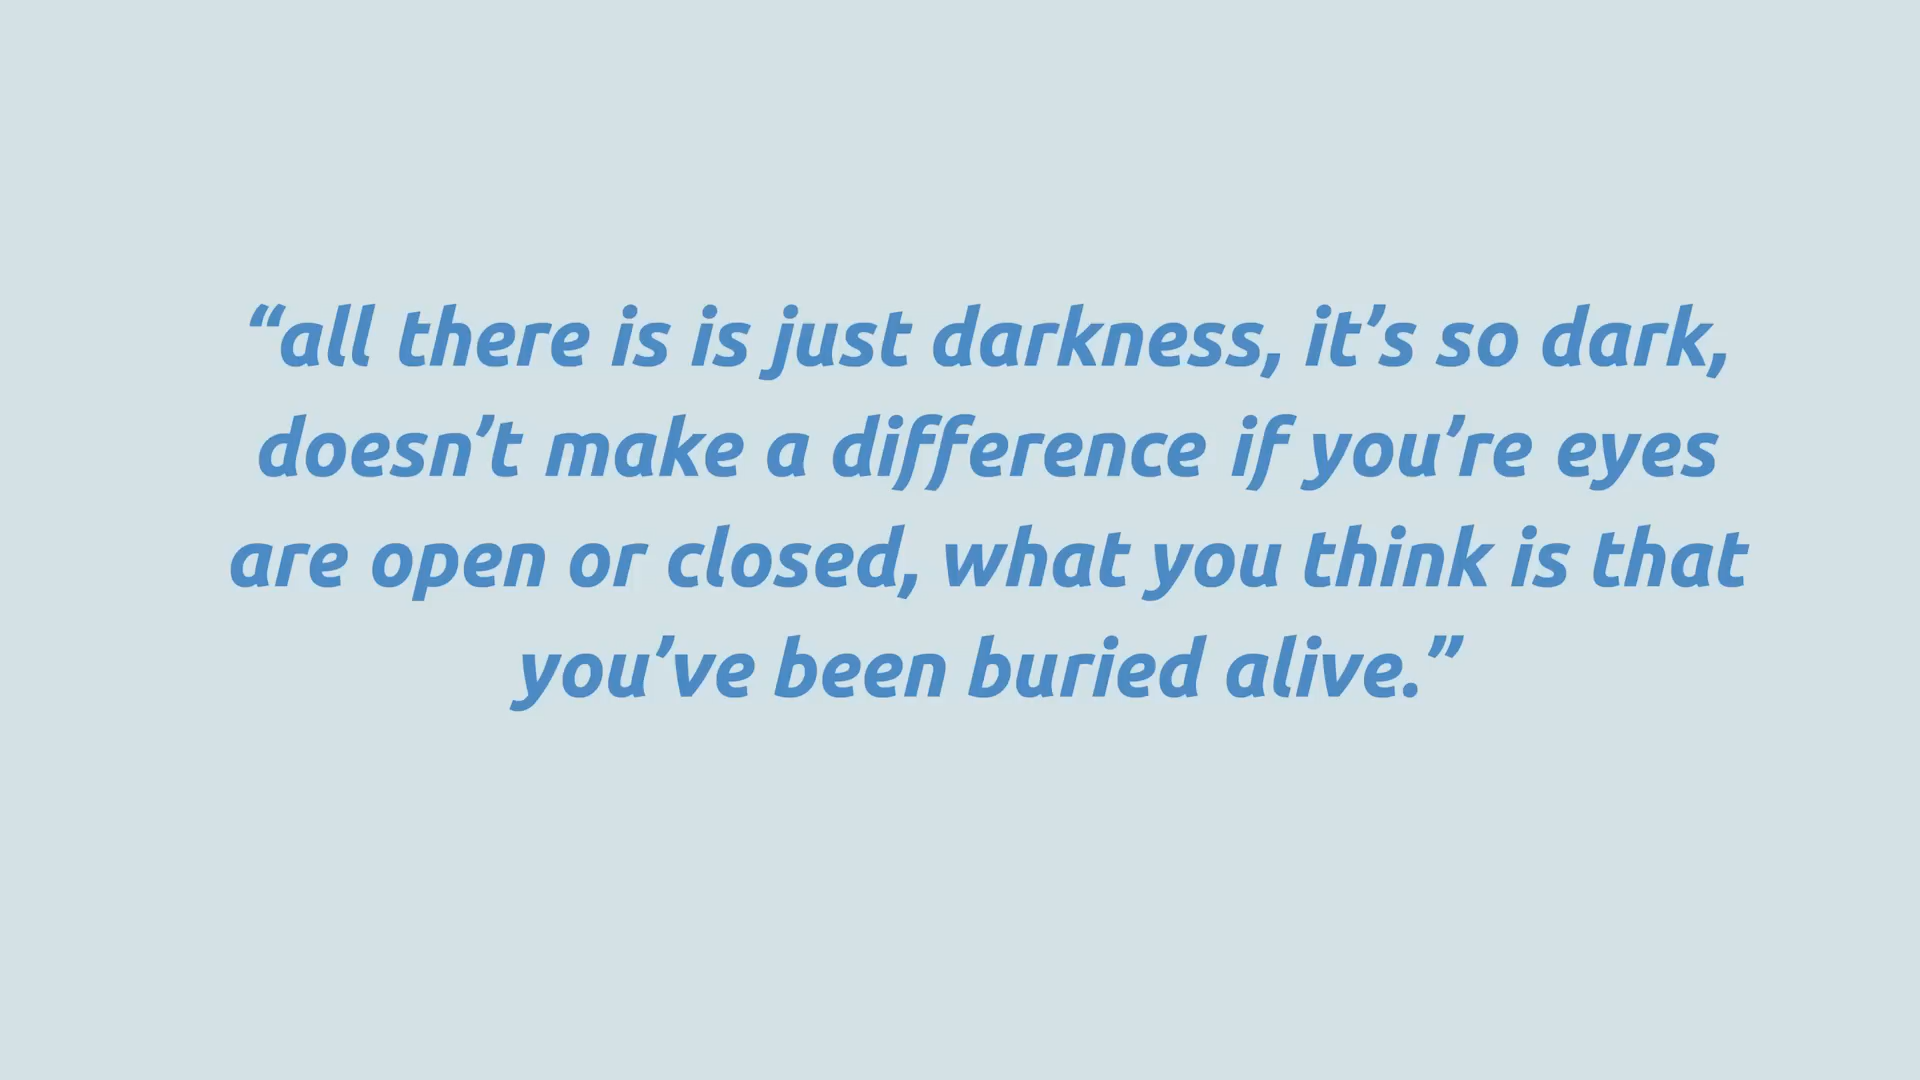 “all there is is just darkness, it’s so dark,
doesn’t make a difference if you’re eyes
are open or closed, what you think is that
you’ve been buried alive.”